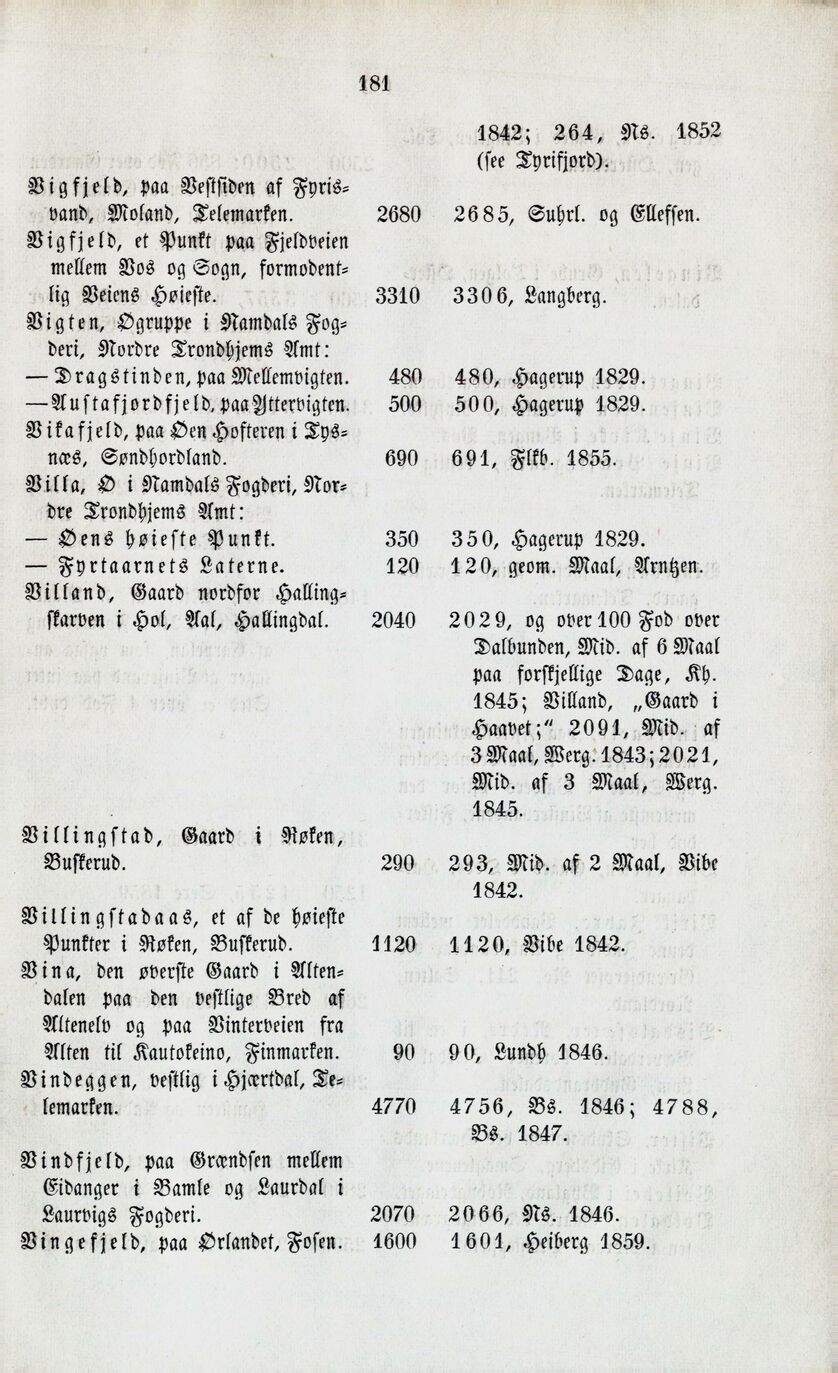 181
1842; 264, Ns. 1852
(see Tyrifjord).
Vigfjeld, paa Vestsiden af Fyris-
vand, Moland, Telemarken. 2680 2685, Suhrl. og Ellefsen.
Vigfjeld, et Punkt paa Fjeldveien
mellem Vos og Sogn, formodent-
lig Veiens Høieste. 3310 3306, Langberg.
Vigten, Øgruppe i Namdals Fog-
deri, Nordre Trondhjems Amt:
— Dragstinden, paa Mellemvigten. 480 480, Hagerup 1829.
— Austafjordfjeld, paa Yttervigten. 500 500, Hagerup 1829.
Vikafjeld, paa Øen Hofteren i Tys-
næs, Søndhordland. 690 691, Flkb. 1855.
Villa, Ø i Namdals Fogderi, Nor-
dre Trondhjems Amt:
— Øens høieste Punkt. 350 350, Hagerup 1829.
— Fyrtaarnets Laterne. 120 120, geom. Maal, Arntzen.
Villand, Gaard nordfor Halling-
skarven i Hol, Aal, Hallingdal. 2040 2029, og over 100 Fod over
Dalbunden, Mid. af 6 Maal
paa forskjellige Dage, Kh.
1845; Villand, „Gaard i
Haavet;“ 2091, Mid. af
3 Maal, Werg. 1843; 2021,
Mid. af 3 Maal, Werg.
1845.
Villingstad, Gaard i Røken,
Buskerud. 290 293, Mid. af 2 Maal, Vibe
1842.
Villingstadaas, et af de høieste
Punkter i Røken, Buskerud. 1120 1120, Vibe 1842.
Vina, den øverste Gaard i Alten-
dalen paa den vestlige Bred af
Altenelv og paa Vinterveien fra
Alten til Kautokeino, Finmarken. 90 90, Lundh 1846.
Vindeggen, vestlig i Hjærtdal, Te-
lemarken. 4770 4756, Bs. 1846; 4788,
Bs. 1847.
Vindfjeld, paa Grændsen mellem
Eidanger i Bamle og Laurdal i
Laurvigs Fogderi. 2070 2066, Ns. 1846.
Vingefjeld, paa Ørlandet, Fosen. 1600 1601, Heiberg 1859.